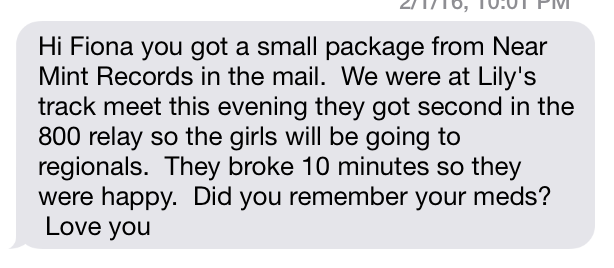 2/1/16, 10:01 PM
Hi Fiona you got a small package from Near
Mint Records in the mail.  We were at Lily's
track meet this evening they got second in the
800 relay so the girls will be going to
regionals.  They broke 10 minutes so they
were happy.  Did you remember your meds?
Love you